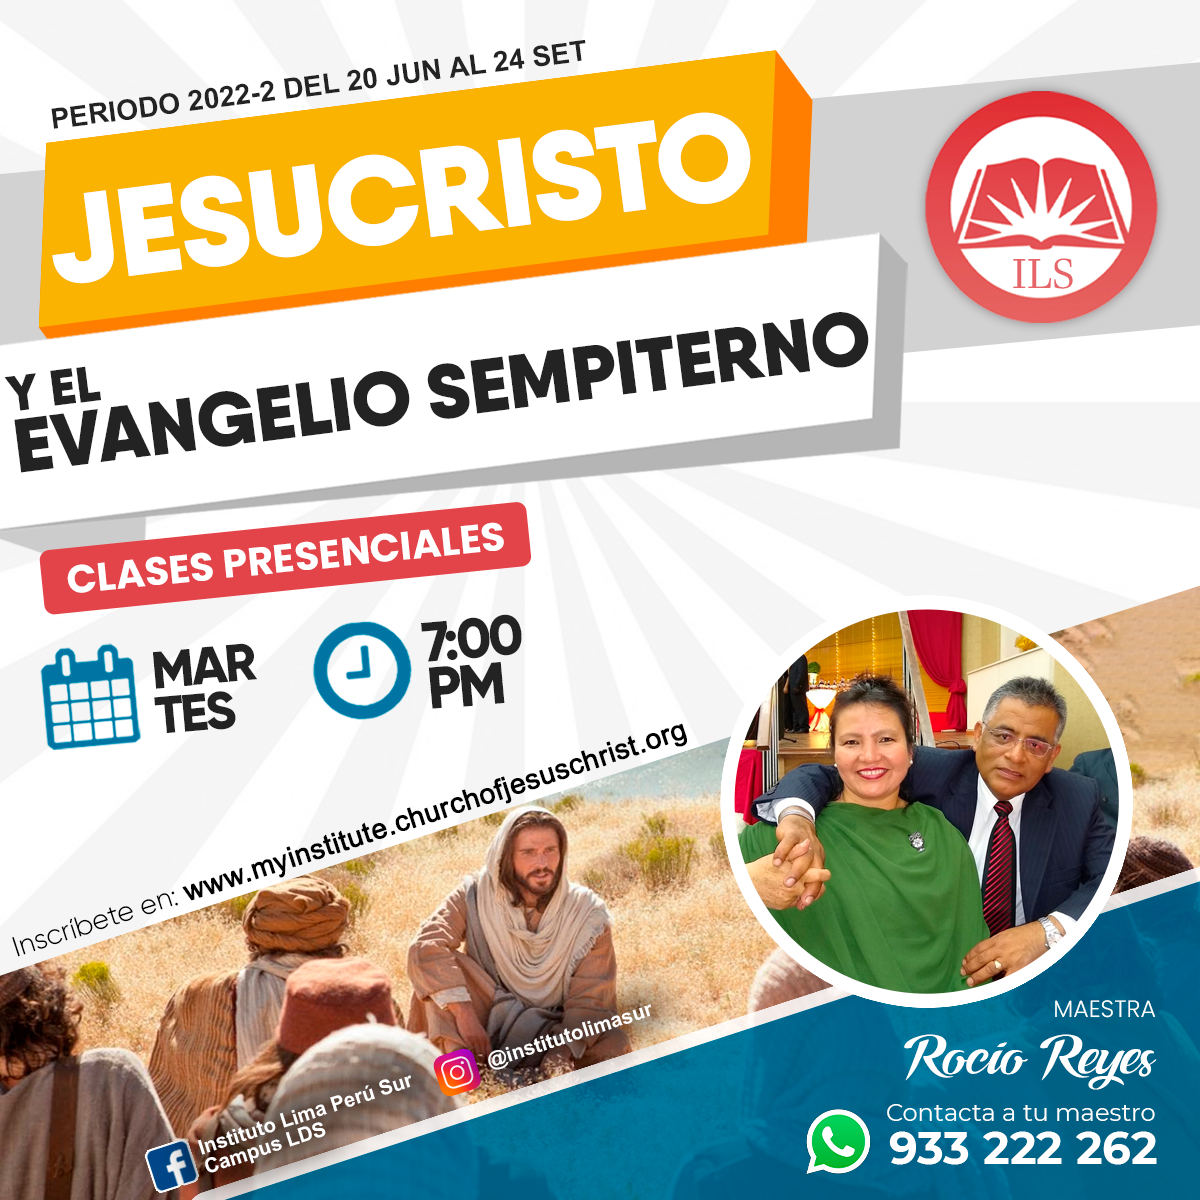 PERIODO 2022-2 DEL 20 JUN AL 24 SET
JESUCRISTO
Y EL
EVANGELIO SEMPITERNO
ILS
CLASES PRESENCIALES
MAR
TES
7:00
PM
Inscríbete en: www.myinstitute.churchofjesuschrist.org
MAESTRA
Rocío Reyes
Contacta a tu maestro
933 222 262
@institutolimasur
Instituto Lima Perú Sur
Campus LDS